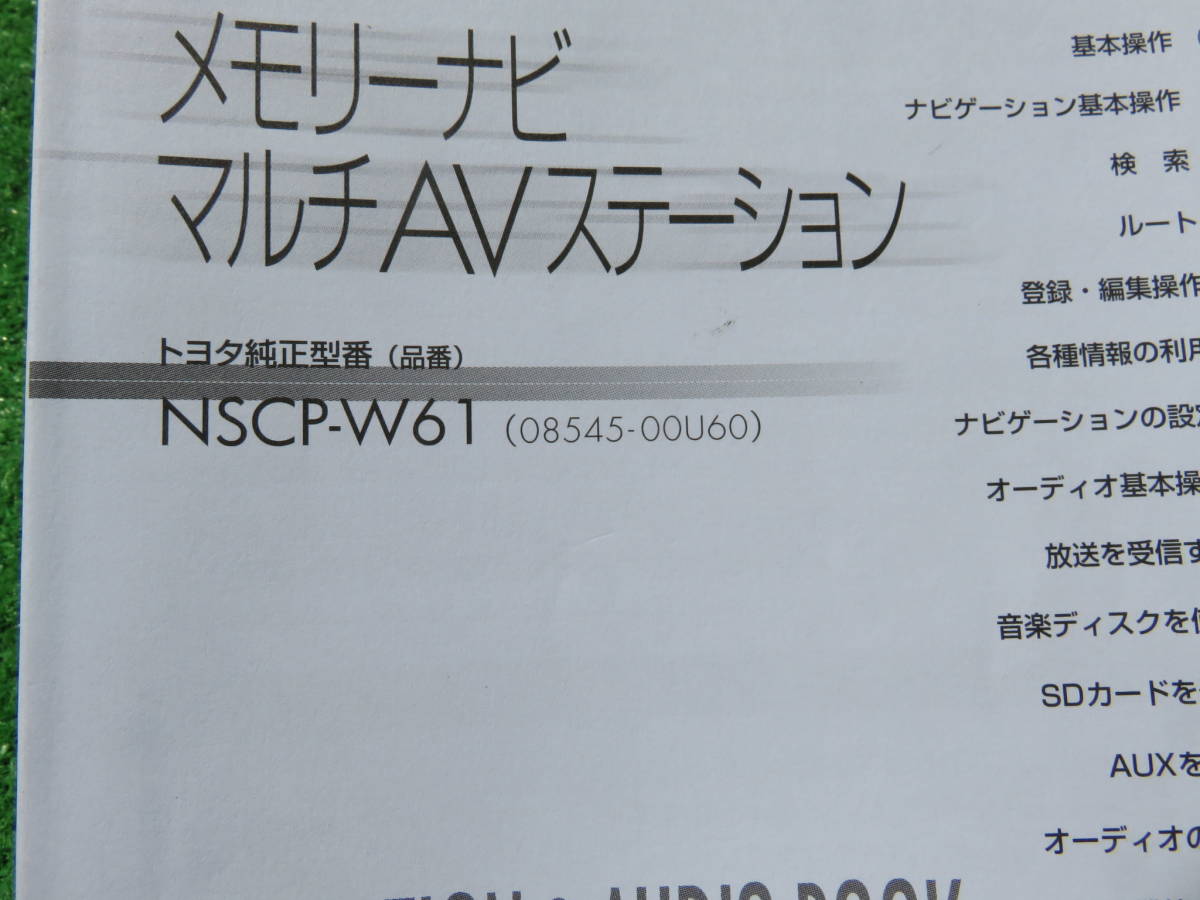 メモリーナビ
マルチAVステーション
トヨタ純正型番（品番）
NSCP-W61（08545-00U60）
基本操作
ナビゲーション基本操作
検 索
ルート
登録・編集操作
各種情報の利用
ナビゲーションの設定
オーディオ基本操
放送を受信す
音楽ディスクを使
SDカードを
AUXを
オーディオの
& AUDIO BOOK